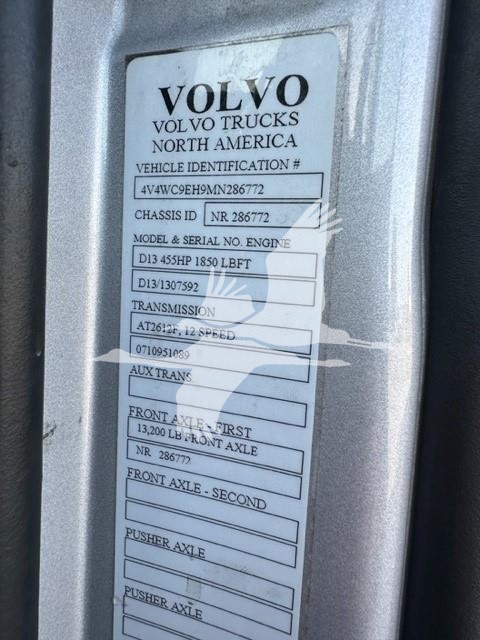 VOLVO
VOLVO TRUCKS
NORTH AMERICA
VEHICLE IDENTIFICATION #
4V4WC9EH9MN286772
CHASSIS ID NR 286772
MODEL & SERIAL NO. ENGINE
D13 455HP 1850 LBFT
D13/1307592
TRANSMISSION
AT2612F, 12 SPEED
0710951089
AUX TRANS.
FRONT AXLE - FIRST
13,200 LB FRONT AXLE
NR 286772
FRONT AXLE - SECOND
PUSHER AXLE
PUSHER AXLE